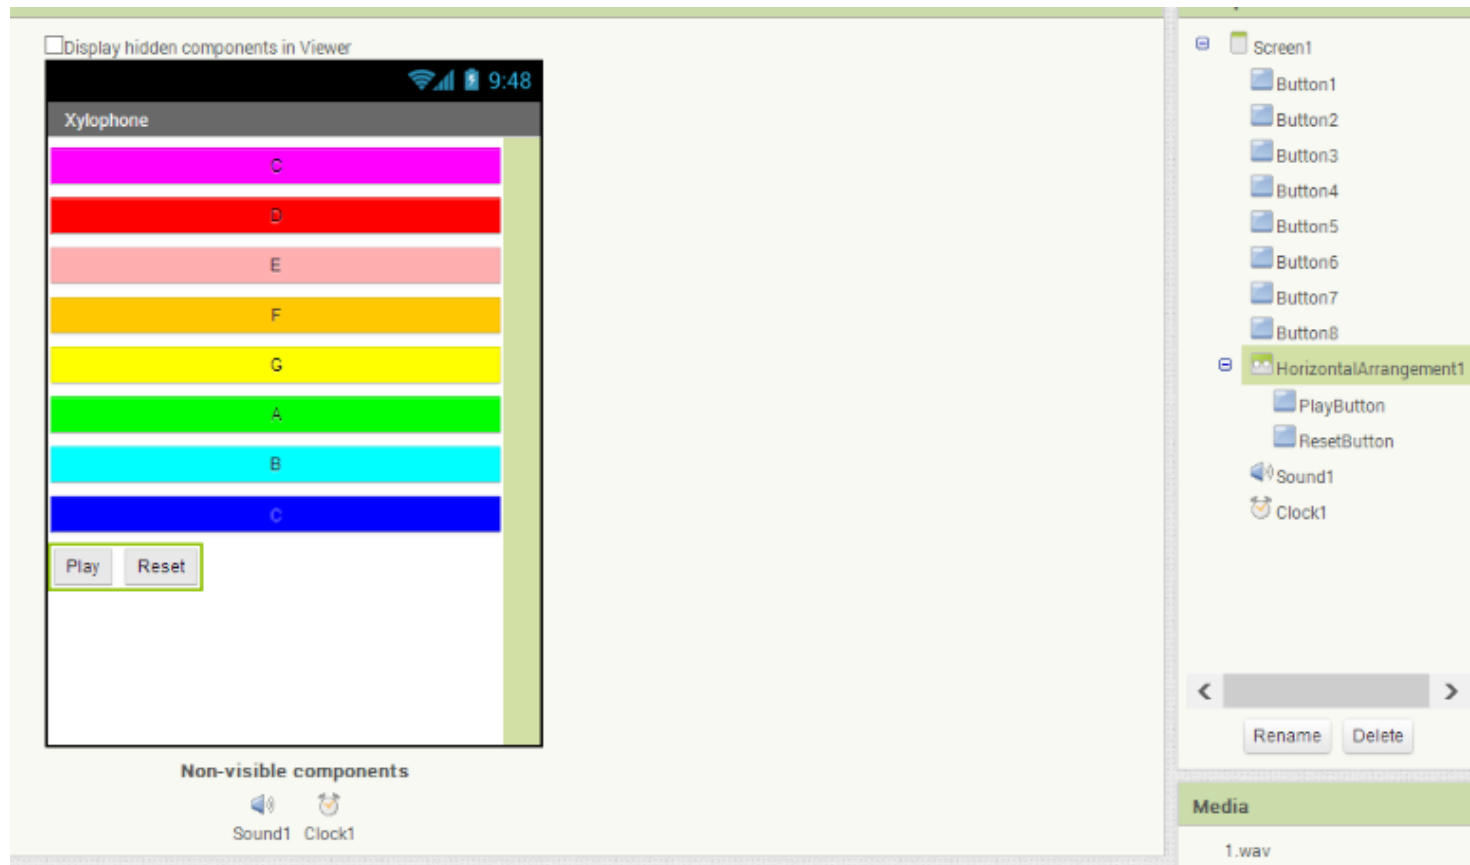 Display hidden components in Viewer
9:48
Xylophone
C
D
E
F
G
A
B
C
Play Reset
Non-visible components
Sound1 Clock1
Screen1
Button1
Button2
Button3
Button4
Button5
Button6
Button7
Button8
HorizontalArrangement1
PlayButton
ResetButton
Sound1
Clock1
Rename Delete
Media
1.wav